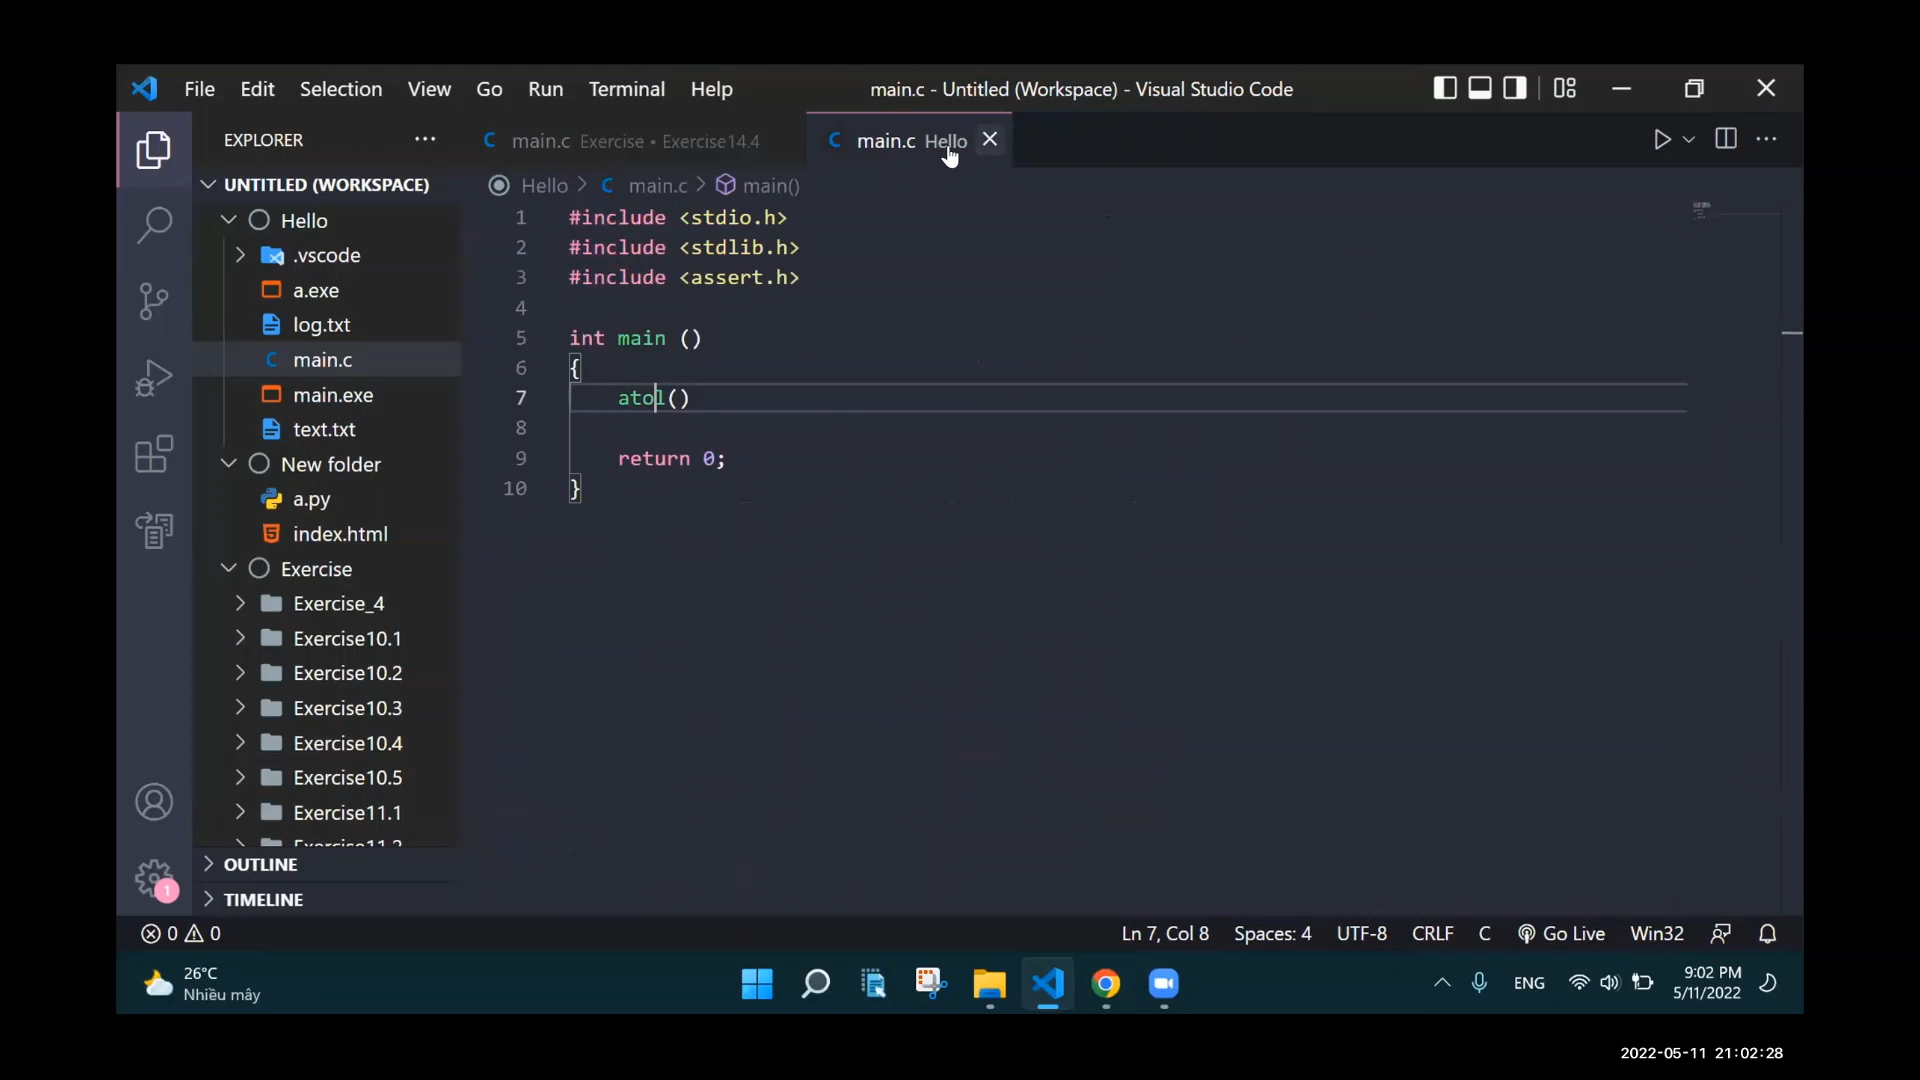 File Edit Selection View Go Run Terminal Help
main.c - Untitled (Workspace) - Visual Studio Code
EXPLORER
main.c Exercise • Exercise14.4
main.c Hello
UNTITLED (WORKSPACE)
Hello
.vscode
a.exe
log.txt
main.c
main.exe
text.txt
New folder
a.py
index.html
Exercise
Exercise_4
Exercise10.1
Exercise10.2
Exercise10.3
Exercise10.4
Exercise10.5
Exercise11.1
OUTLINE
TIMELINE
Hello > main.c > main()
1 #include <stdio.h>
2 #include <stdlib.h>
3 #include <assert.h>
4
5 int main ()
6 {
7 atol()
8
9 return 0;
10 }
1
0 0
Ln 7, Col 8 Spaces: 4 UTF-8 CRLF C Go Live Win32
26°C
Nhiều mây
ENG
9:02 PM
5/11/2022
2022-05-11 21:02:28